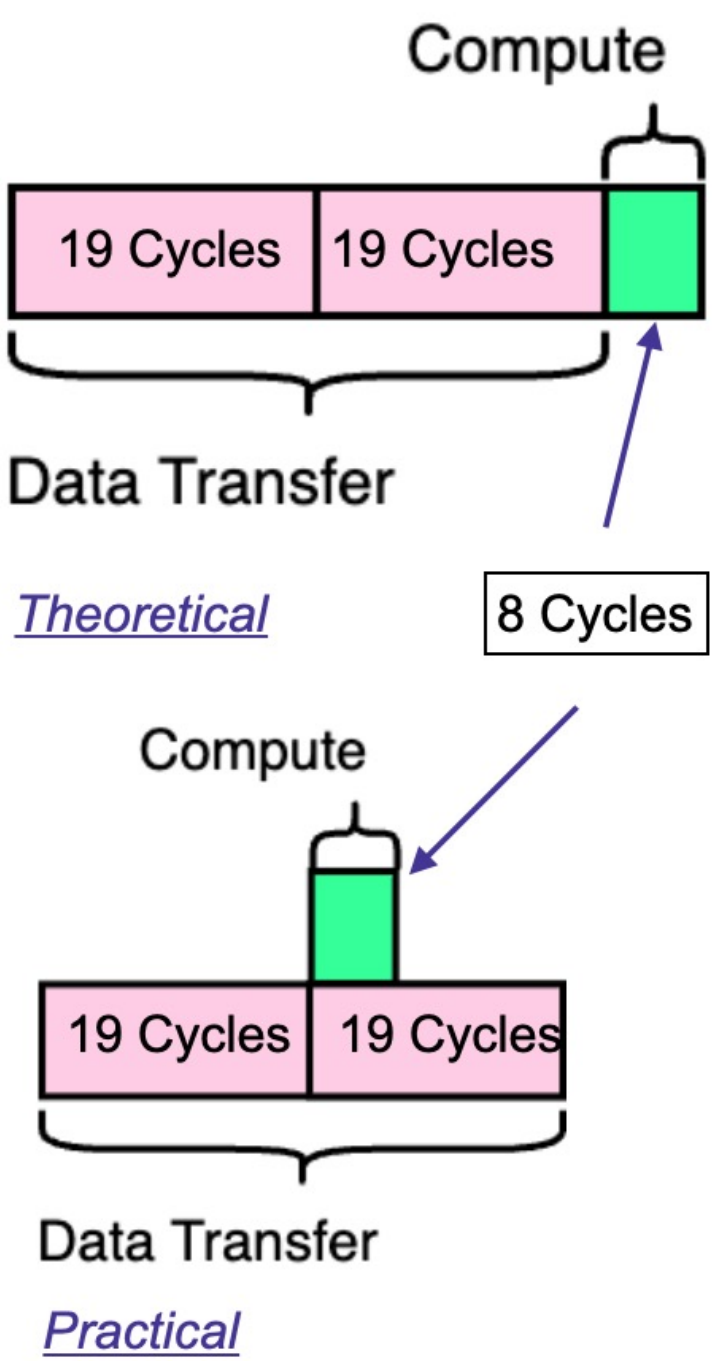 Compute
19 Cycles 19 Cycles
Data Transfer
Theoretical
8 Cycles
Compute
19 Cycles 19 Cycles
Data Transfer
Practical